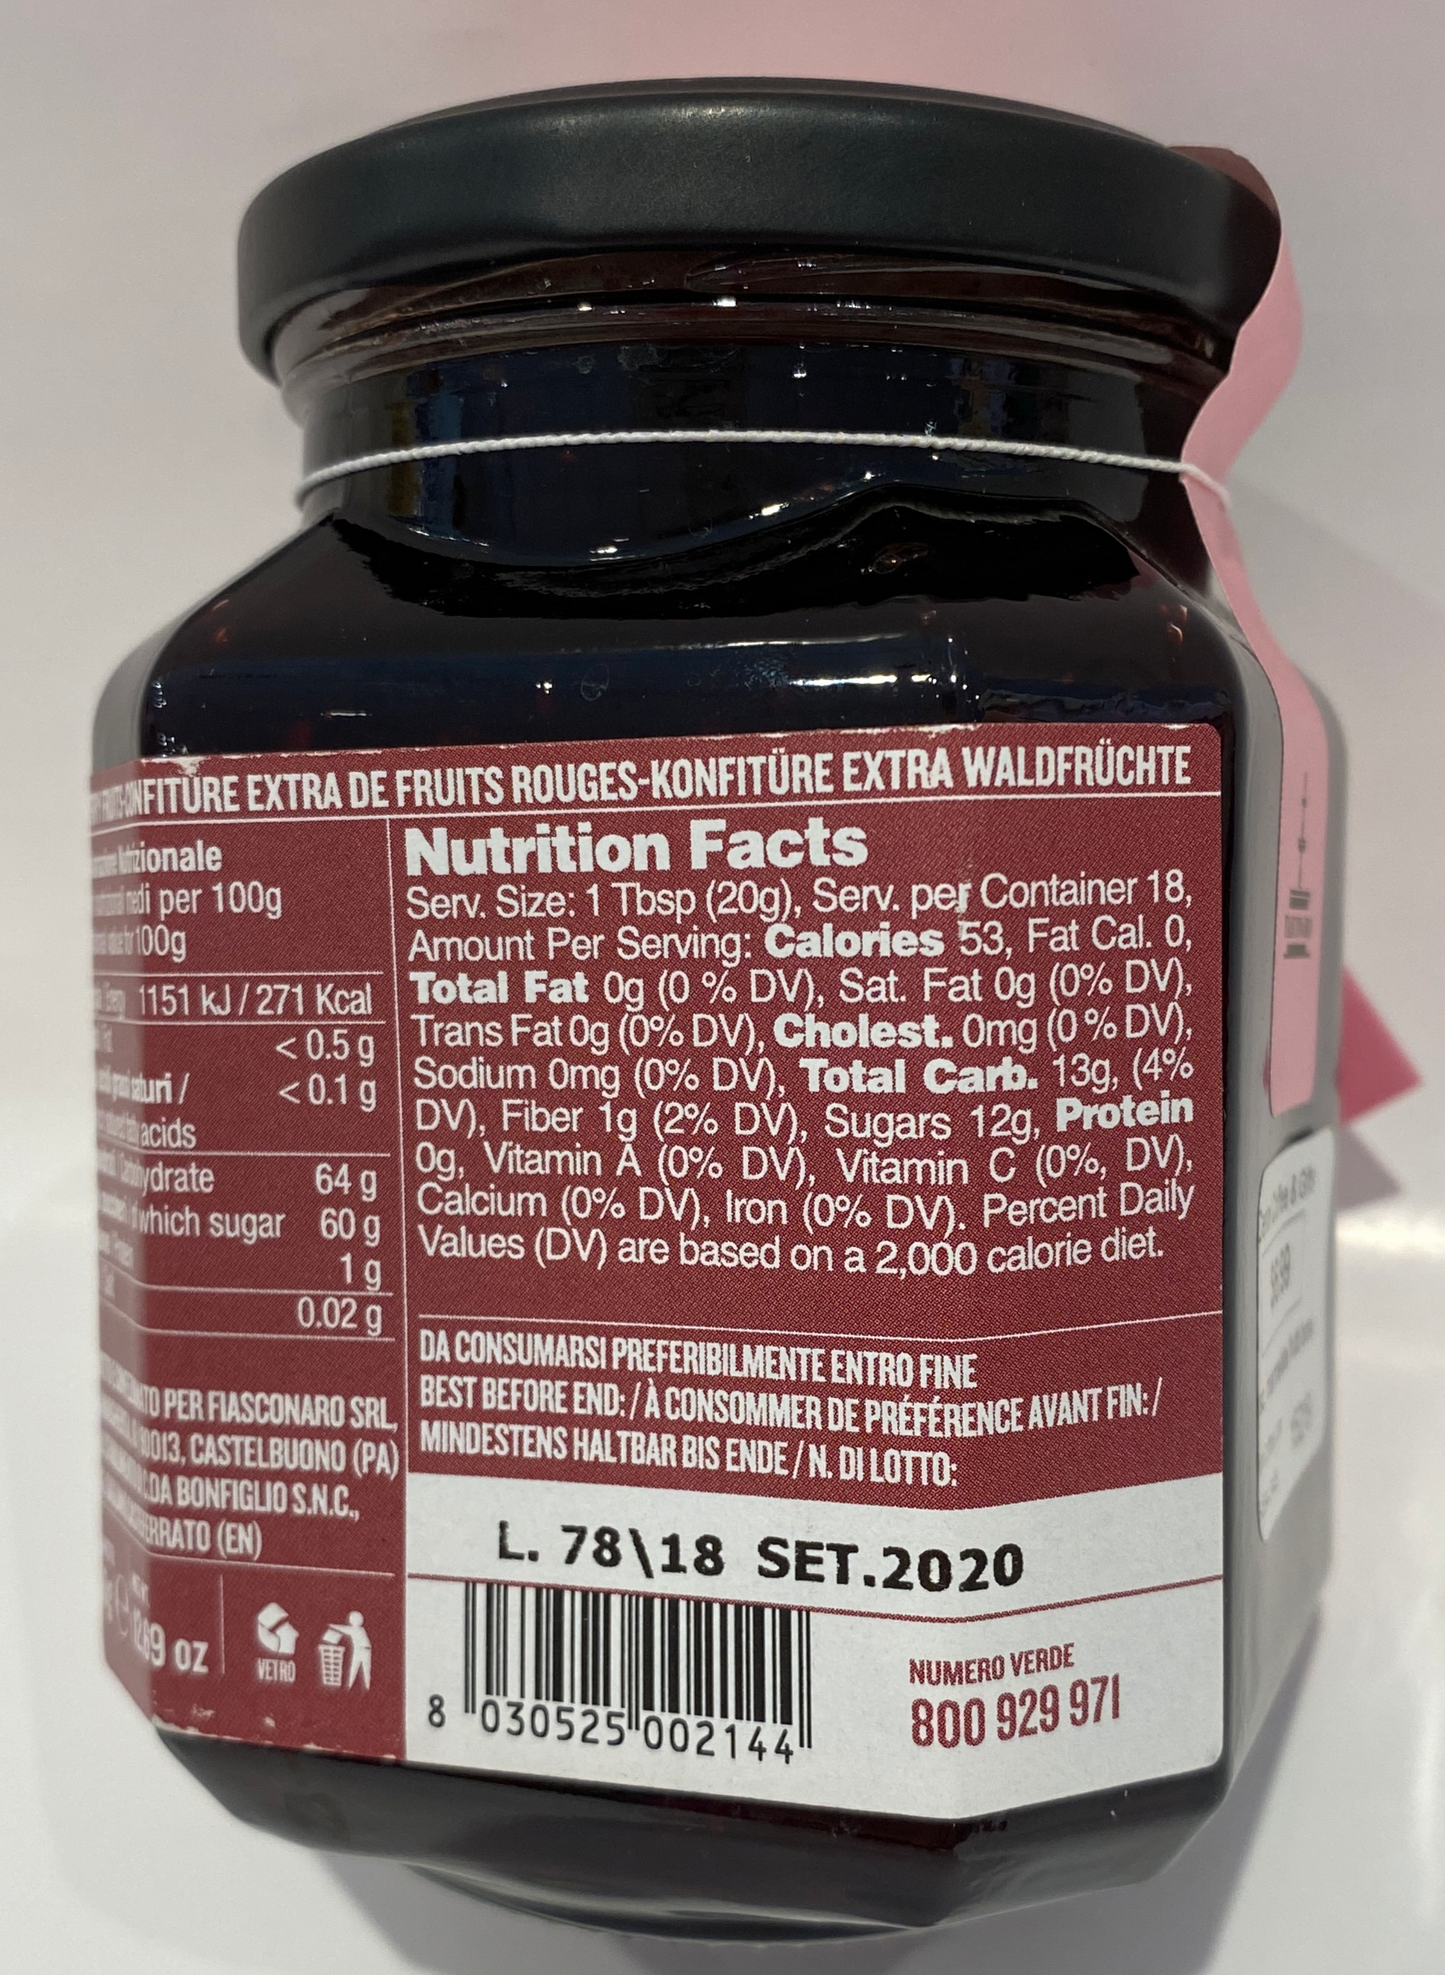 CONFITURE EXTRA DE FRUITS ROUGES-KONFITÜRE EXTRA WALDFRÜCHTE
Nutrizionale
medi per 100g
100g
1151 kJ / 271 Kcal
< 0.5 g
saturi / < 0.1 g
acids
Carbohydrate 64 g
of which sugar 60 g
1 g
0.02 g
PER FIASCONARO SRL,
90013, CASTELBUONO (PA)
DA BONFIGLIO S.N.C.,
(EN)
12.69 oz
VETRO
Nutrition Facts
Serv. Size: 1 Tbsp (20g), Serv. per Container 18,
Amount Per Serving: Calories 53, Fat Cal. 0,
Total Fat 0g (0 % DV), Sat. Fat 0g (0% DV),
Trans Fat 0g (0% DV), Cholest. 0mg (0 % DV),
Sodium 0mg (0% DV), Total Carb. 13g, (4%
DV), Fiber 1g (2% DV), Sugars 12g, Protein
0g, Vitamin A (0% DV), Vitamin C (0%, DV),
Calcium (0% DV), Iron (0% DV). Percent Daily
Values (DV) are based on a 2,000 calorie diet.
DA CONSUMARSI PREFERIBILMENTE ENTRO FINE
BEST BEFORE END: / À CONSOMMER DE PRÉFÉRENCE AVANT FIN: /
MINDESTENS HALTBAR BIS ENDE / N. DI LOTTO:
L. 78\18 SET.2020
8 030525 002144
NUMERO VERDE
800 929 971